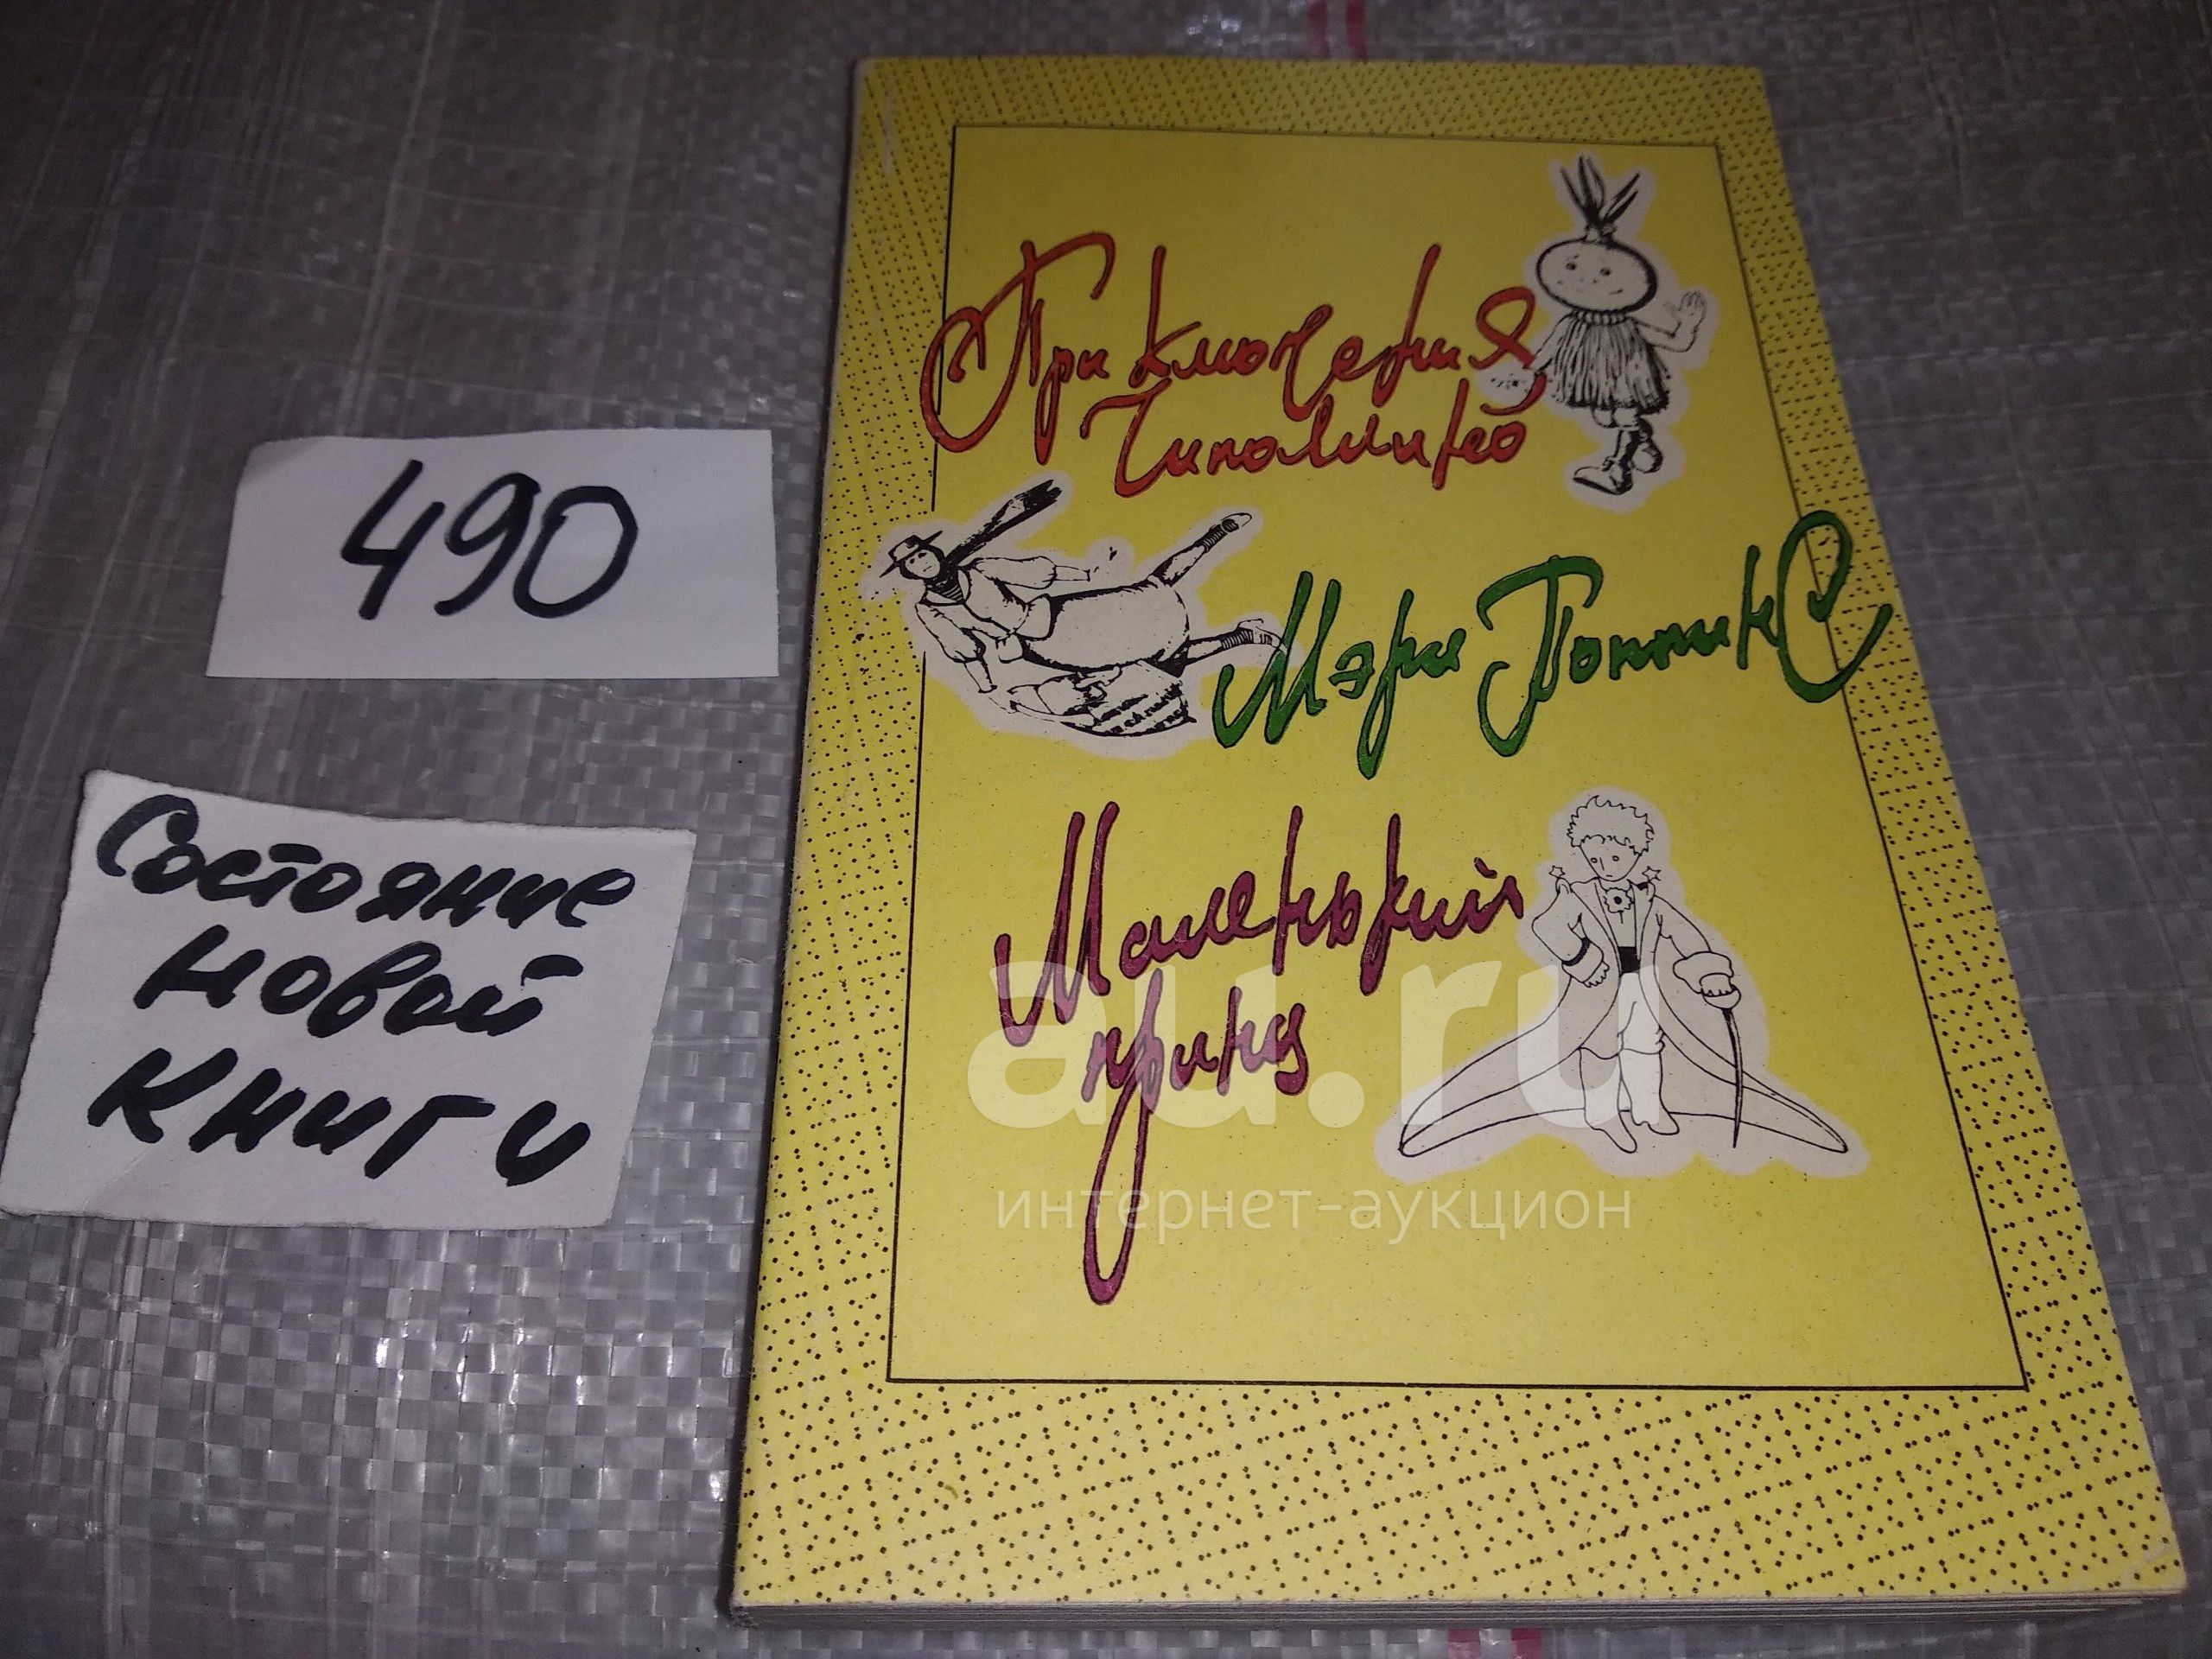 490
Состояние
новой
книги
Приключения
Чиполлино
Мэри Поппинс
Маленький
принц
au.ru
интернет-аукцион